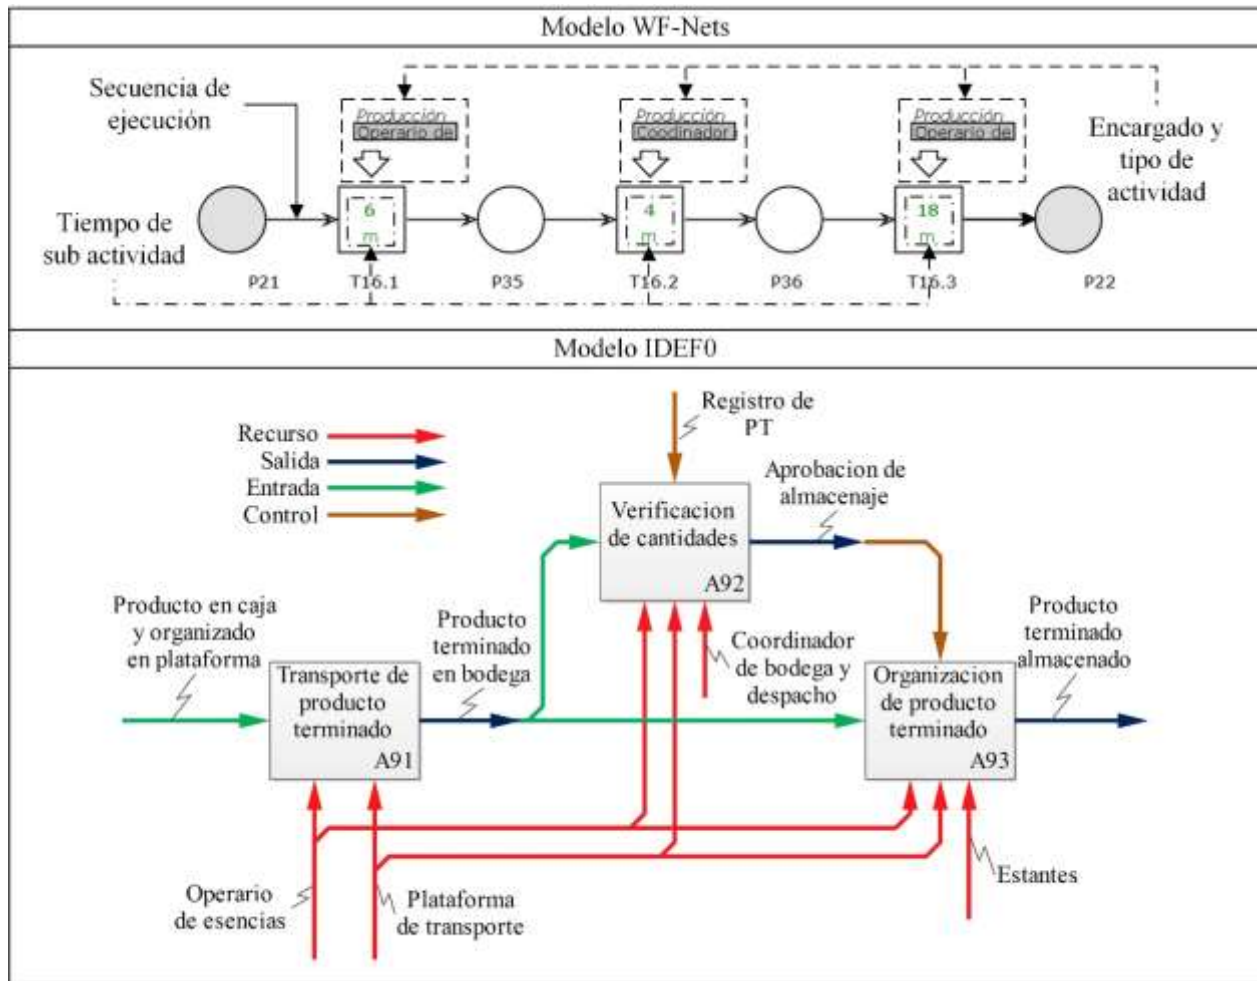 Modelo WF-Nets
Secuencia de
ejecución
Producción
Operario de
Producción
Coordinador
Producción
Operario de
Encargado y
tipo de
actividad
Tiempo de
sub actividad
6
m
4
m
18
m
P21
T16.1
P35
T16.2
P36
T16.3
P22
Modelo IDEF0
Recurso
Salida
Entrada
Control
Registro de
PT
Aprobacion de
almacenaje
Verificacion
de cantidades
A92
Producto en caja
y organizado
en plataforma
Producto
terminado
en bodega
Coordinador
de bodega y
despacho
Producto
terminado
almacenado
Transporte de
producto
terminado
A91
Organizacion
de producto
terminado
A93
Operario
de esencias
Plataforma
de transporte
Estantes